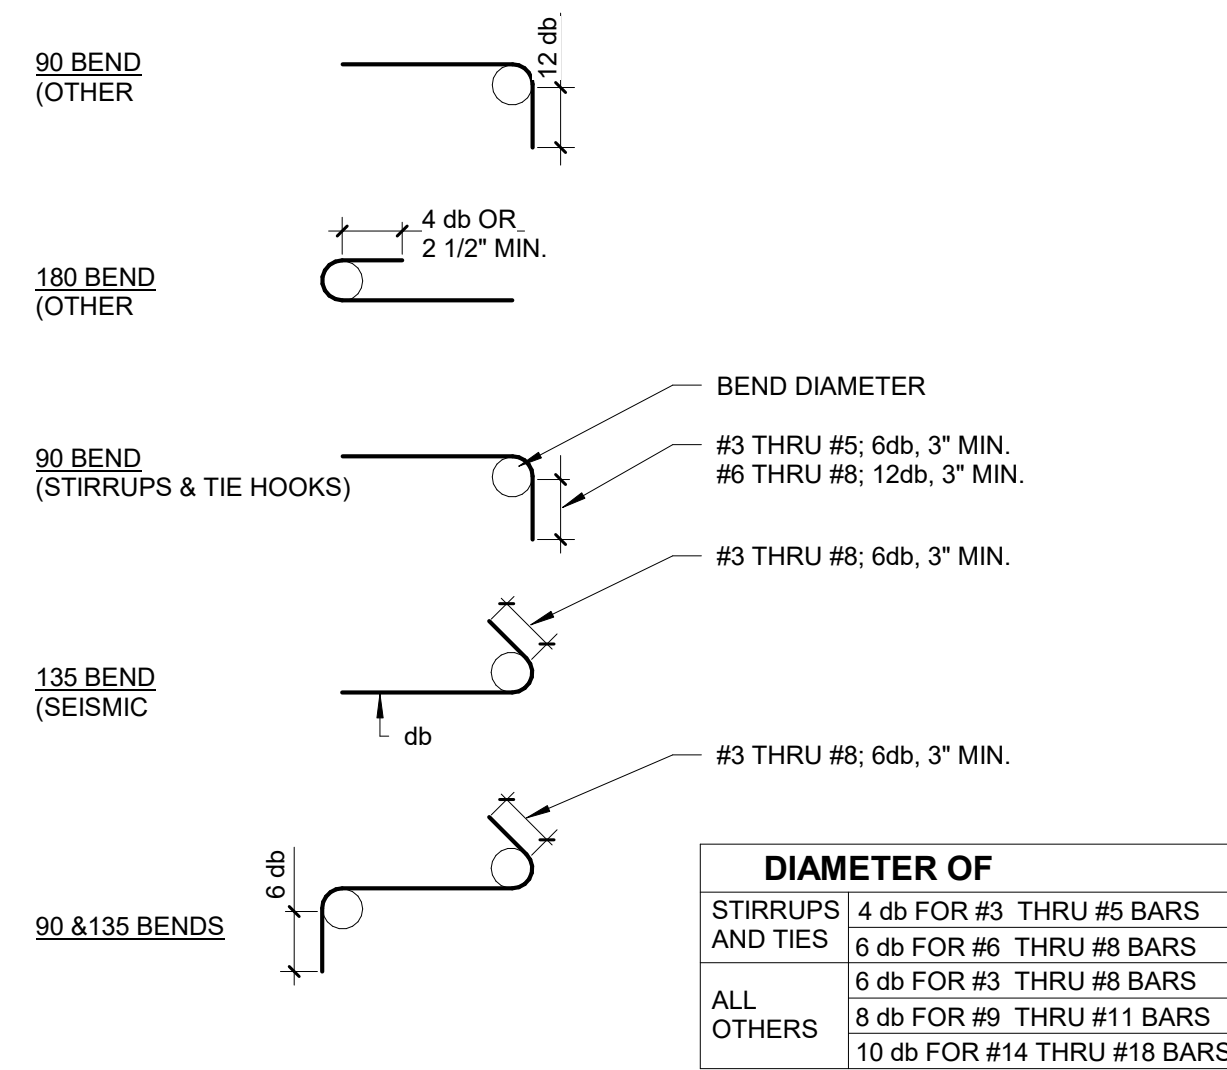 12 db
90 BEND
(OTHER
4 db OR
2 1/2" MIN.
180 BEND
(OTHER
BEND DIAMETER
#3 THRU #5; 6db, 3" MIN.
#6 THRU #8; 12db, 3" MIN.
90 BEND
(STIRRUPS & TIE HOOKS)
#3 THRU #8; 6db, 3" MIN.
135 BEND
(SEISMIC
db
#3 THRU #8; 6db, 3" MIN.
6 db
90 &135 BENDS
DIAMETER OF
STIRRUPS
AND TIES
4 db FOR #3 THRU #5 BARS
6 db FOR #6 THRU #8 BARS
ALL
OTHERS
6 db FOR #3 THRU #8 BARS
8 db FOR #9 THRU #11 BARS
10 db FOR #14 THRU #18 BARS